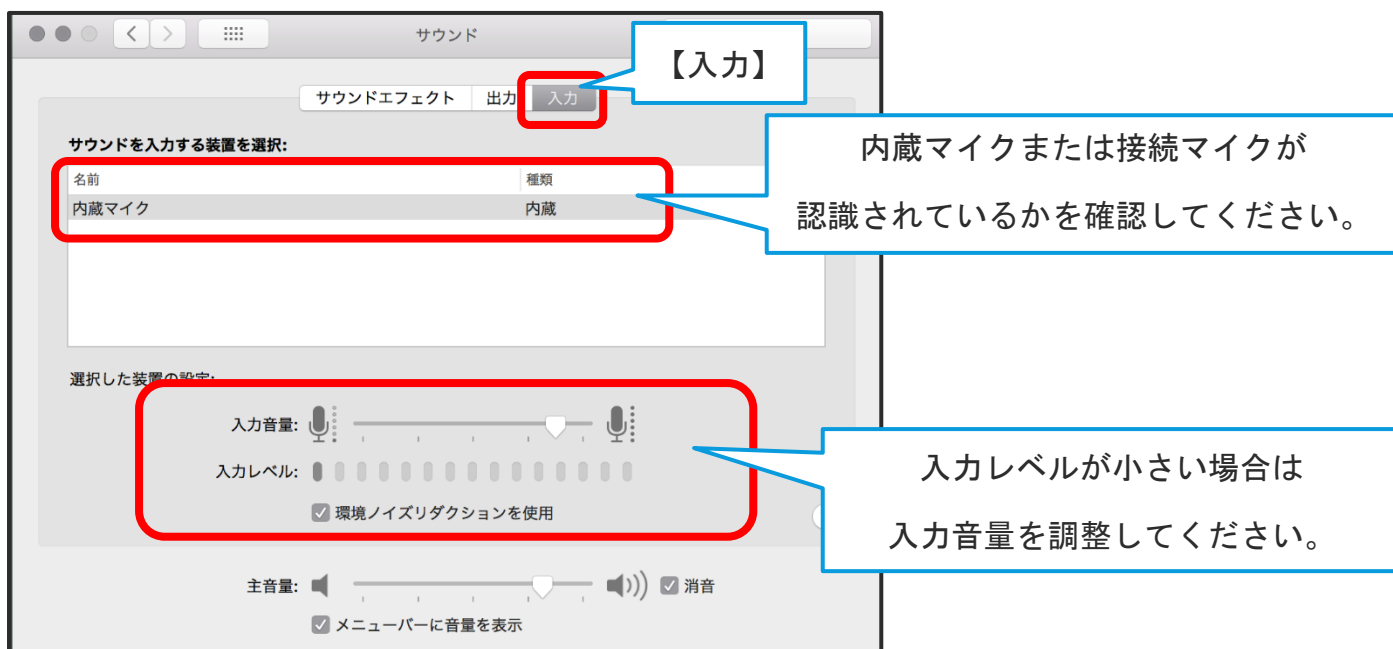 サウンド
【入力】
サウンドエフェクト 出力 入力
サウンドを入力する装置を選択:
名前 種類
内蔵マイク 内蔵
内蔵マイクまたは接続マイクが
認識されているかを確認してください。
選択した装置の設定:
入力音量:
入力レベル:
環境ノイズリダクションを使用
入力レベルが小さい場合は
入力音量を調整してください。
主音量: 消音
メニューバーに音量を表示